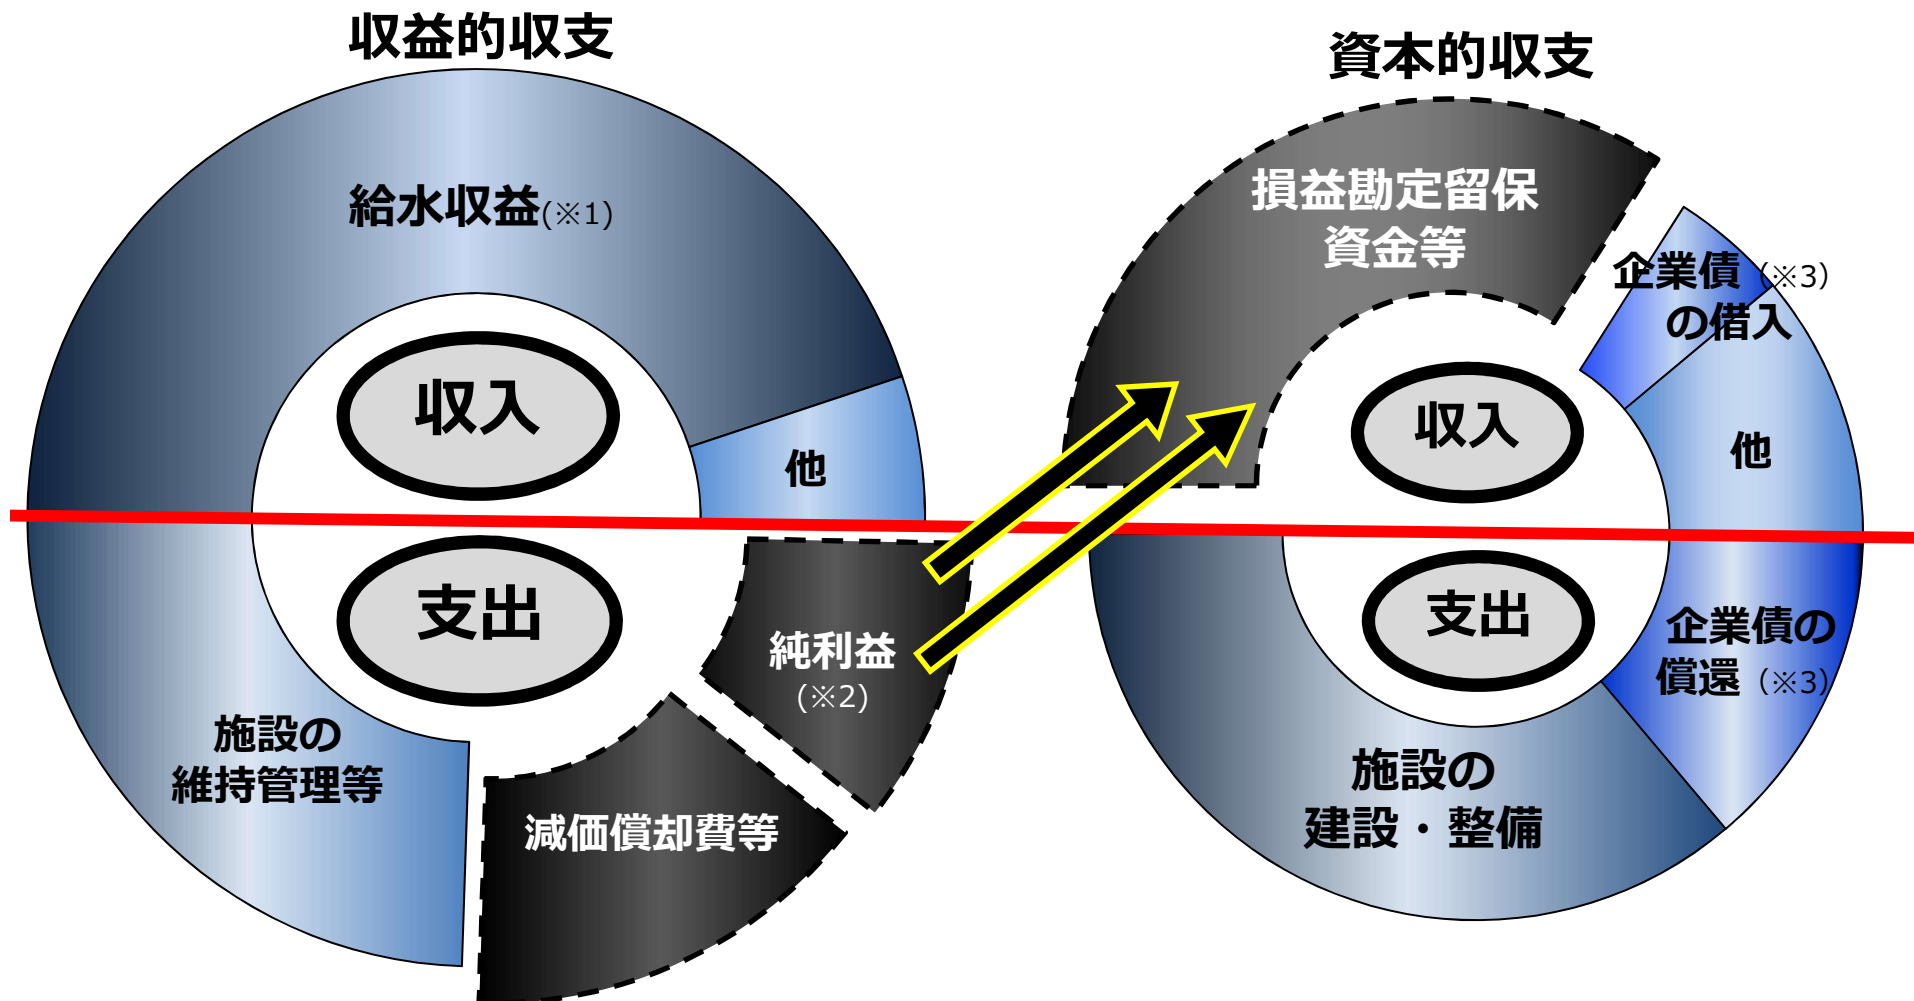 収益的収支
給水収益(※1)
収入
他
支出
純利益
(※2)
施設の
維持管理等
減価償却費等
資本的収支
損益勘定留保
資金等
企業債（※3）
の借入
収入
他
支出
企業債の
償還（※3）
施設の
建設・整備